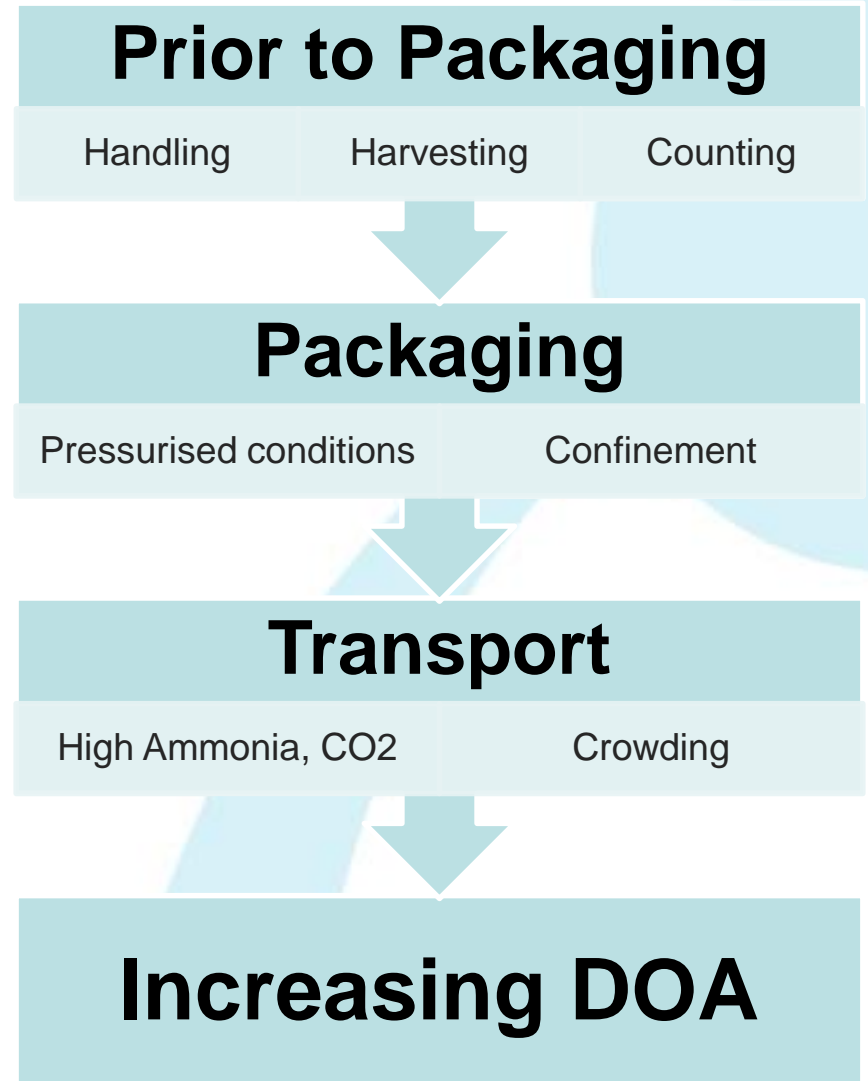 Prior to Packaging
Handling Harvesting Counting
Packaging
Pressurised conditions Confinement
Transport
High Ammonia, CO2 Crowding
Increasing DOA